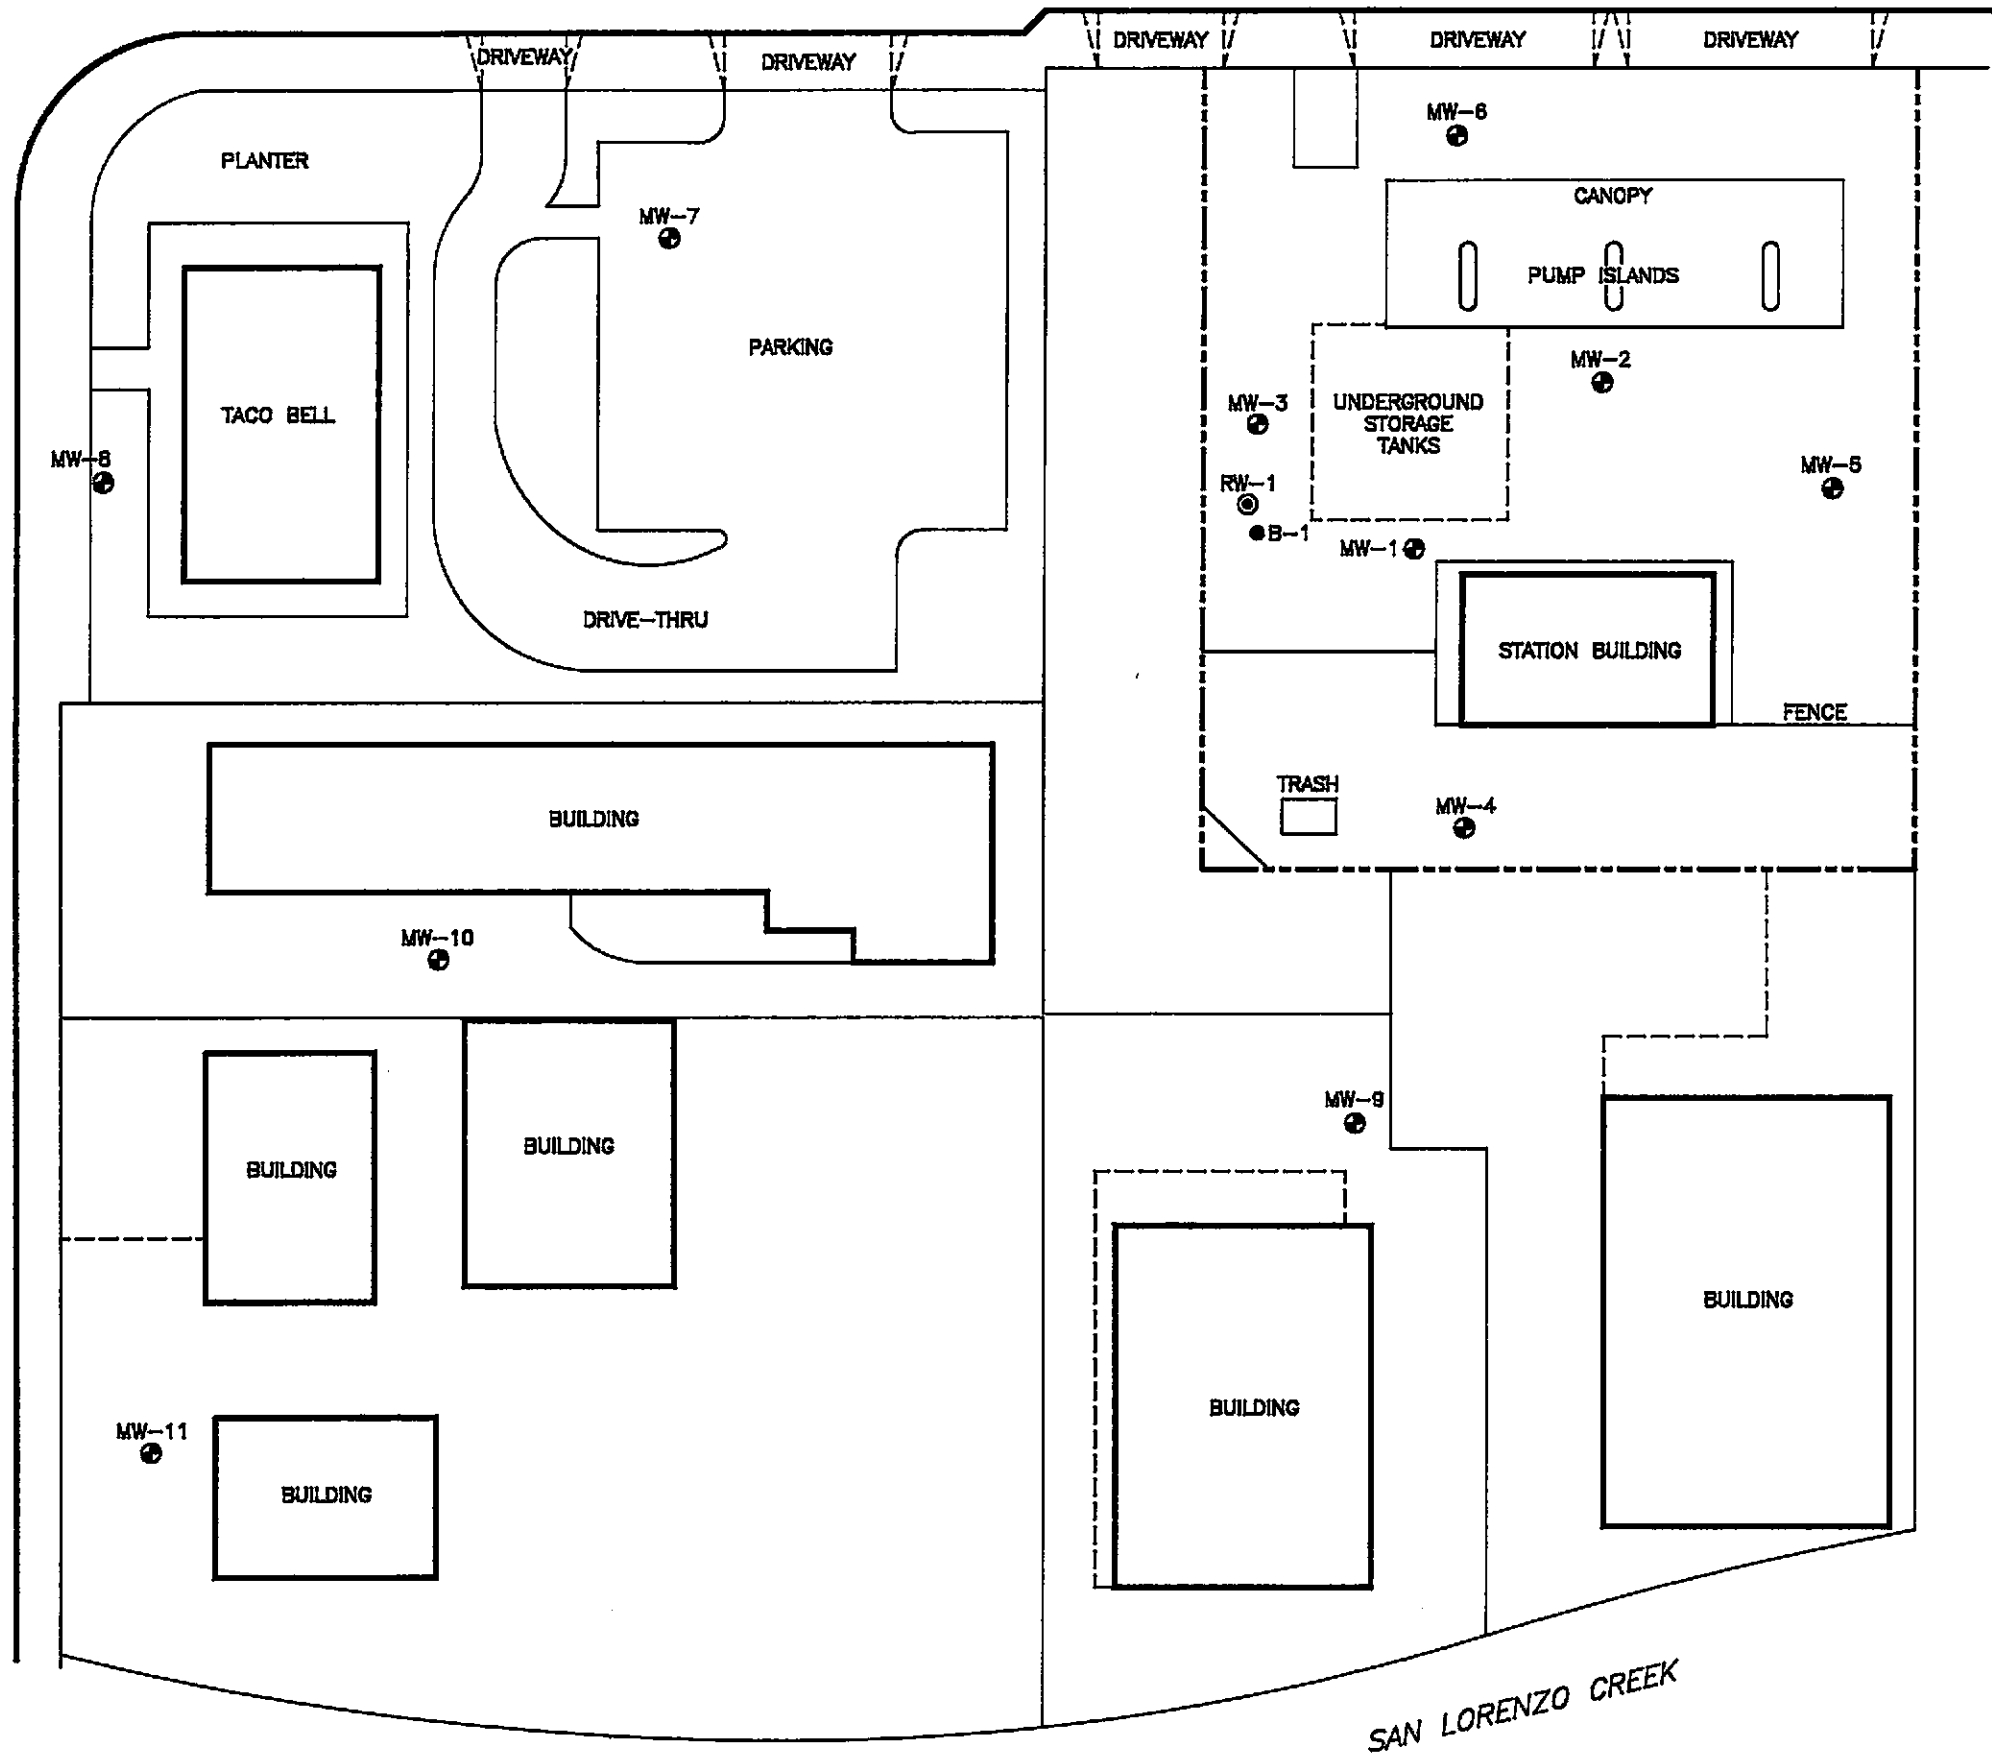 DRIVEWAY
DRIVEWAY
DRIVEWAY
DRIVEWAY
DRIVEWAY
MW-6
PLANTER
CANOPY
MW-7
PUMP ISLANDS
PARKING
MW-2
TACO BELL
MW-3
UNDERGROUND
STORAGE
TANKS
MW-8
MW-5
RW-1
B-1
MW-1
DRIVE-THRU
STATION BUILDING
FENCE
TRASH
MW-4
BUILDING
MW-10
MW-9
BUILDING
BUILDING
BUILDING
BUILDING
MW-11
BUILDING
SAN LORENZO CREEK